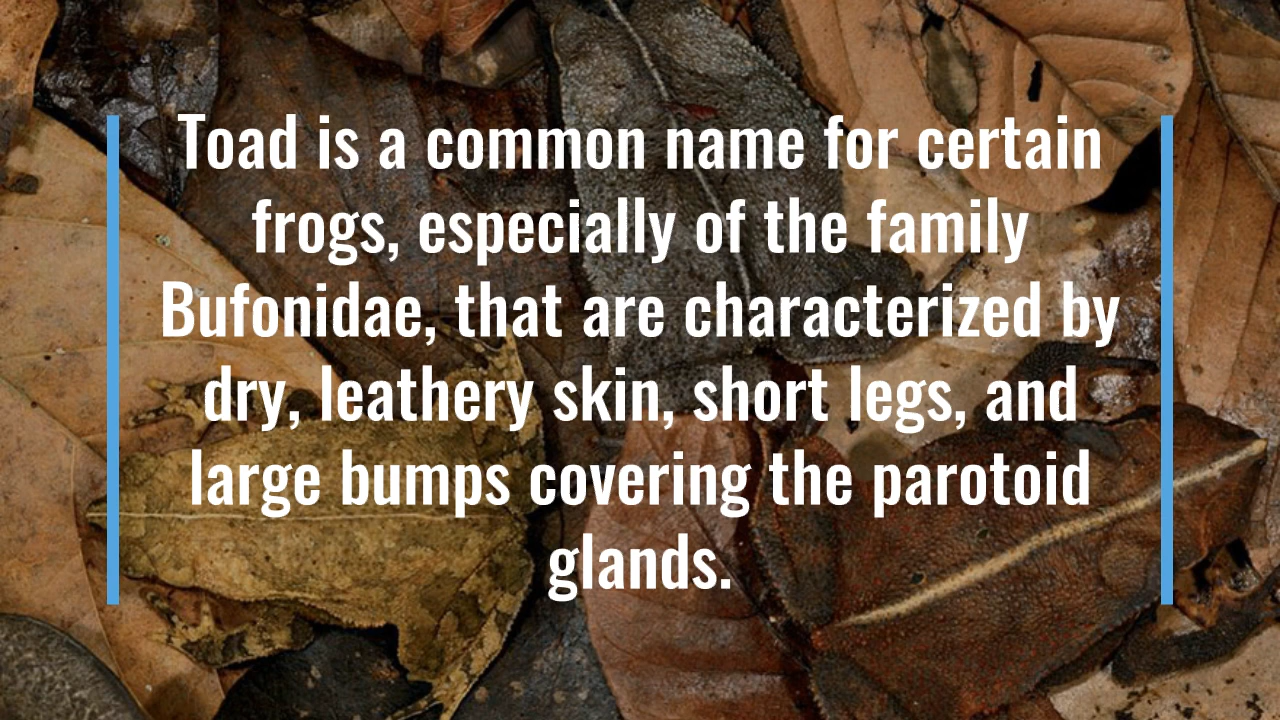 Toad is a common name for certain
frogs, especially of the family
Bufonidae, that are characterized by
dry, leathery skin, short legs, and
large bumps covering the parotoid
glands.